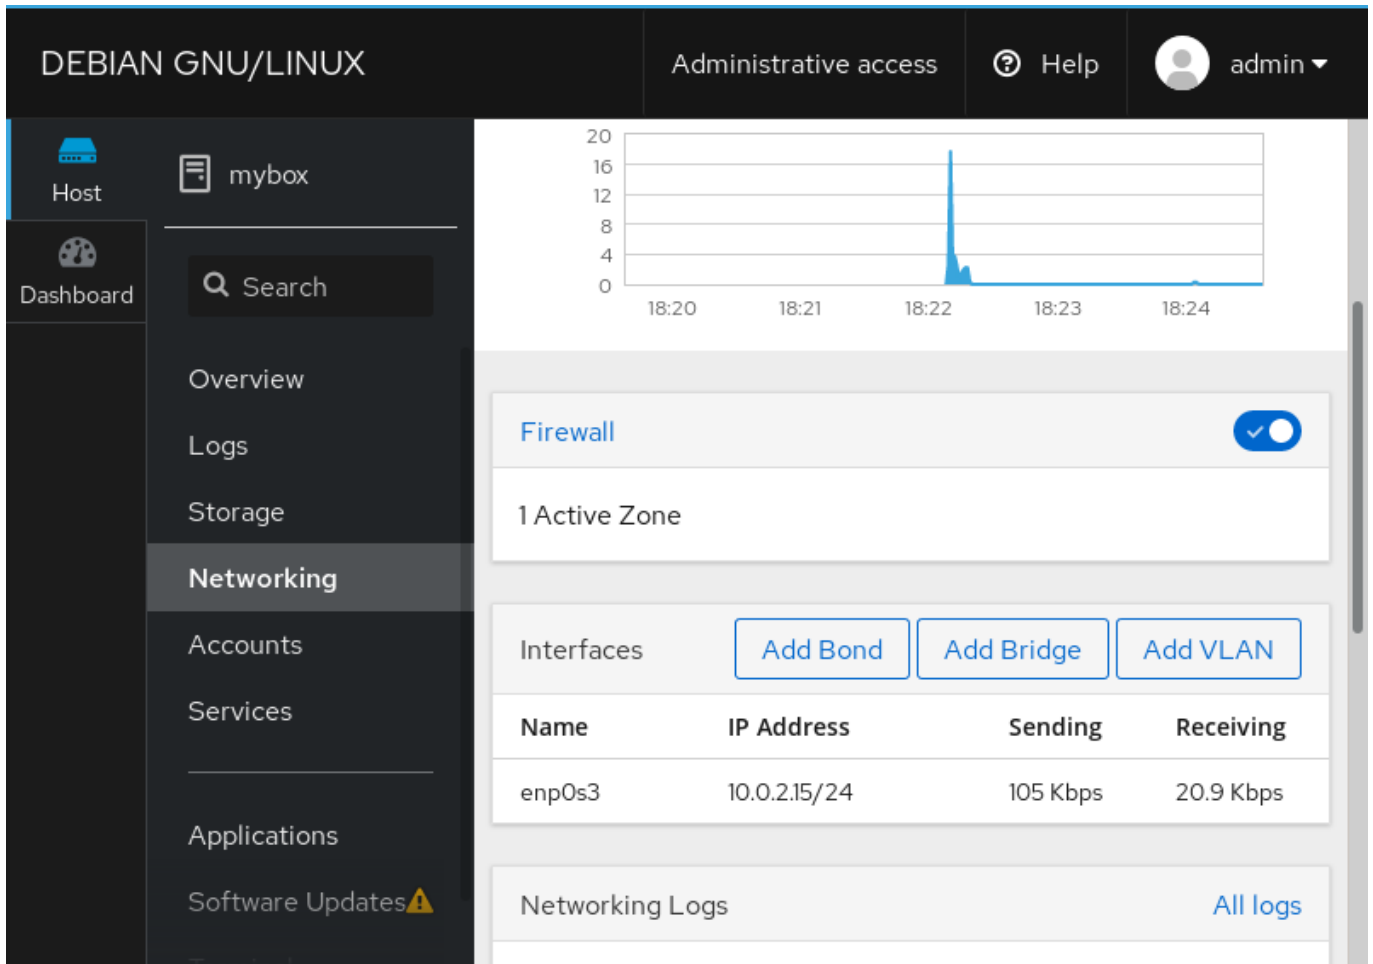 DEBIAN GNU/LINUX
Administrative access
Help
admin
Host
Dashboard
mybox
Search
Overview
Logs
Storage
Networking
Accounts
Services
Applications
Software Updates
20
16
12
8
4
0
18:20 18:21 18:22 18:23 18:24
Firewall
1 Active Zone
Interfaces Add Bond Add Bridge Add VLAN
Name IP Address Sending Receiving
enp0s3 10.0.2.15/24 105 Kbps 20.9 Kbps
Networking Logs All logs